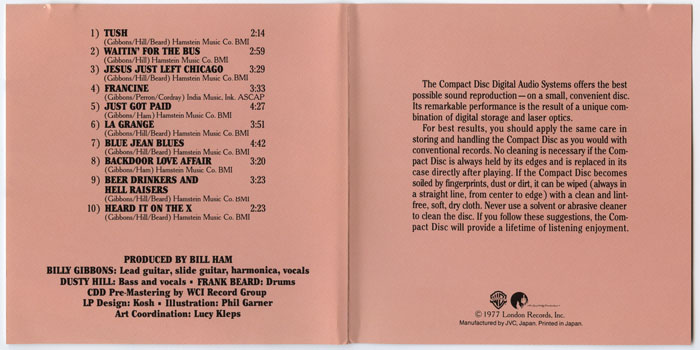 1) TUSH 2:14
(Gibbons/Hill/Beard) Hamstein Music Co. BMI
2) WAITIN' FOR THE BUS 2:59
(Gibbons/Hill) Hamstein Music Co. BMI
3) JESUS JUST LEFT CHICAGO 3:29
(Gibbons/Hill/Beard) Hamstein Music Co. BMI
4) FRANCINE 3:33
(Gibbons/Perron/Cordray) India Music, Ink. ASCAP
5) JUST GOT PAID 4:27
(Gibbons/Ham) Hamstein Music Co. BMI
6) LA GRANGE 3:51
(Gibbons/Hill/Beard) Hamstein Music Co. BMI
7) BLUE JEAN BLUES 4:42
(Gibbons/Hill/Beard) Hamstein Music Co. BMI
8) BACKDOOR LOVE AFFAIR 3:20
(Gibbons/Ham) Hamstein Music Co. BMI
9) BEER DRINKERS AND 3:23
HELL RAISERS
(Gibbons/Hill/Beard) Hamstein Music Co. BMI
10) HEARD IT ON THE X 2:23
(Gibbons/Hill/Beard) Hamstein Music Co. BMI
PRODUCED BY BILL HAM
BILLY GIBBONS: Lead guitar, slide guitar, harmonica, vocals
DUSTY HILL: Bass and vocals • FRANK BEARD: Drums
CDD Pre-Mastering by WCI Record Group
LP Design: Kosh • Illustration: Phil Garner
Art Coordination: Lucy Kleps
The Compact Disc Digital Audio Systems offers the best
possible sound reproduction—on a small, convenient disc.
Its remarkable performance is the result of a unique com-
bination of digital storage and laser optics.
For best results, you should apply the same care in
storing and handling the Compact Disc as you would with
conventional records. No cleaning is necessary if the Com-
pact Disc is always held by its edges and is replaced in its
case directly after playing. If the Compact Disc becomes
soiled by fingerprints, dust or dirt, it can be wiped (always in
a straight line, from center to edge) with a clean and lint-
free, soft, dry cloth. Never use a solvent or abrasive cleaner
to clean the disc. If you follow these suggestions, the Com-
pact Disc will provide a lifetime of listening enjoyment.
© 1977 London Records, Inc.
Manufactured by JVC, Japan. Printed in Japan.